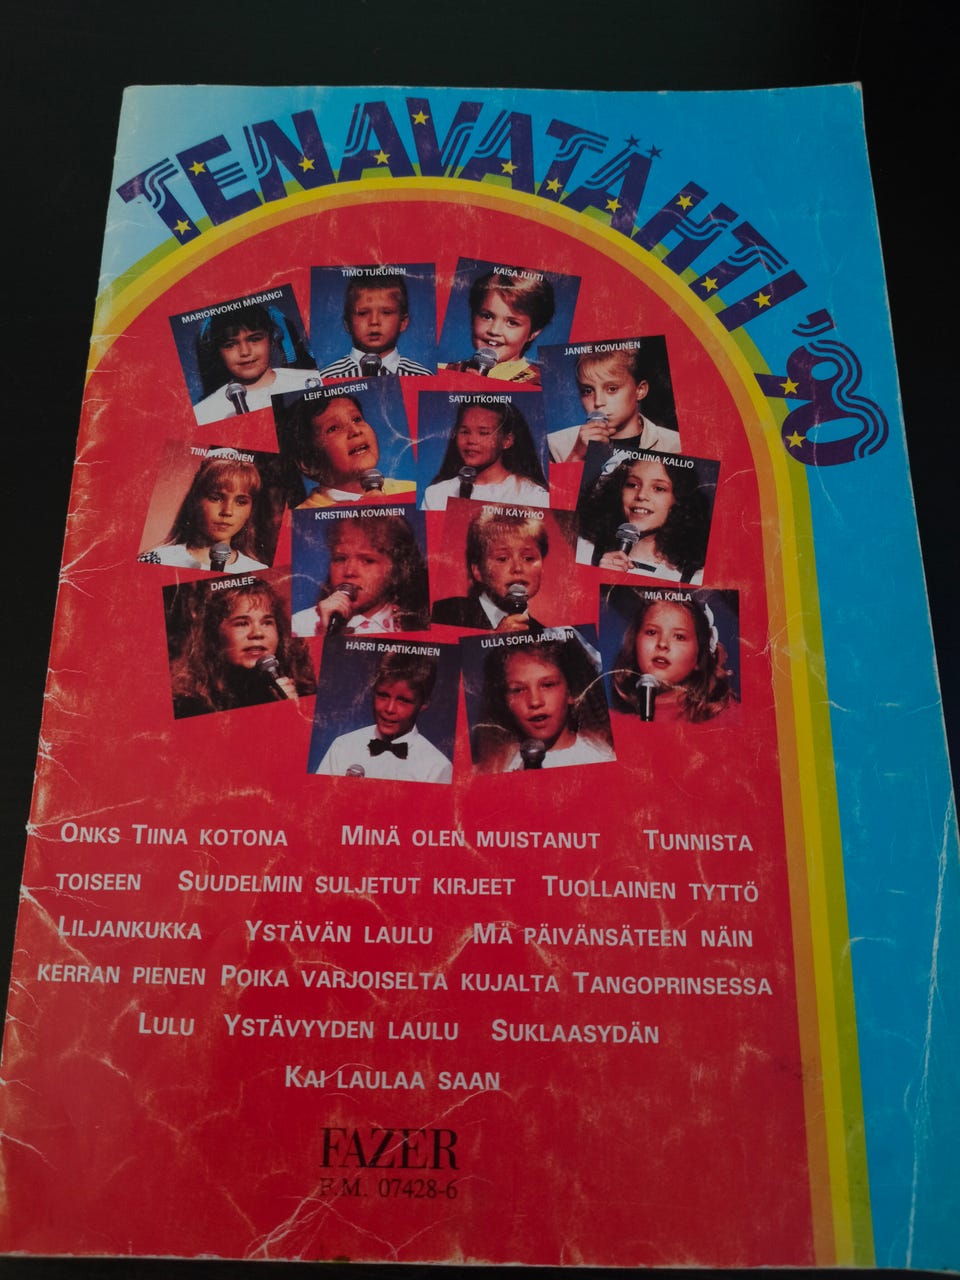 TENAVATÄHTI
TIMO TURUNEN
KAISA JUUTI
MARIORVOKKI MARANGI
JANNE KOIVUNEN
LEIF LINDGREN
SATU ITKONEN
TIINA ITKONEN
KAROLIINA KALLIO
KRISTIINA KOVANEN
TONI KÄYHKÖ
DARALEE
MIA KAILA
HARRI RAATIKAINEN
ULLA SOFIA JALAGIN
ONKS TIINA KOTONA MINÄ OLEN MUISTANUT TUNNISTA
TOISEEN SUUDELMIN SULJETUT KIRJEET TUOLLAINEN TYTTÖ
LILJANKUKKA YSTÄVÄN LAULU MÄ PÄIVÄNSÄTEEN NÄIN
KERRAN PIENEN POIKA VARJOISELTA KUJALTA TANGOPRINSESSA
LULU YSTÄVYYDEN LAULU SUKLAASYDÄN
KAI LAULAA SAAN
FAZER
F.M. 07428-6